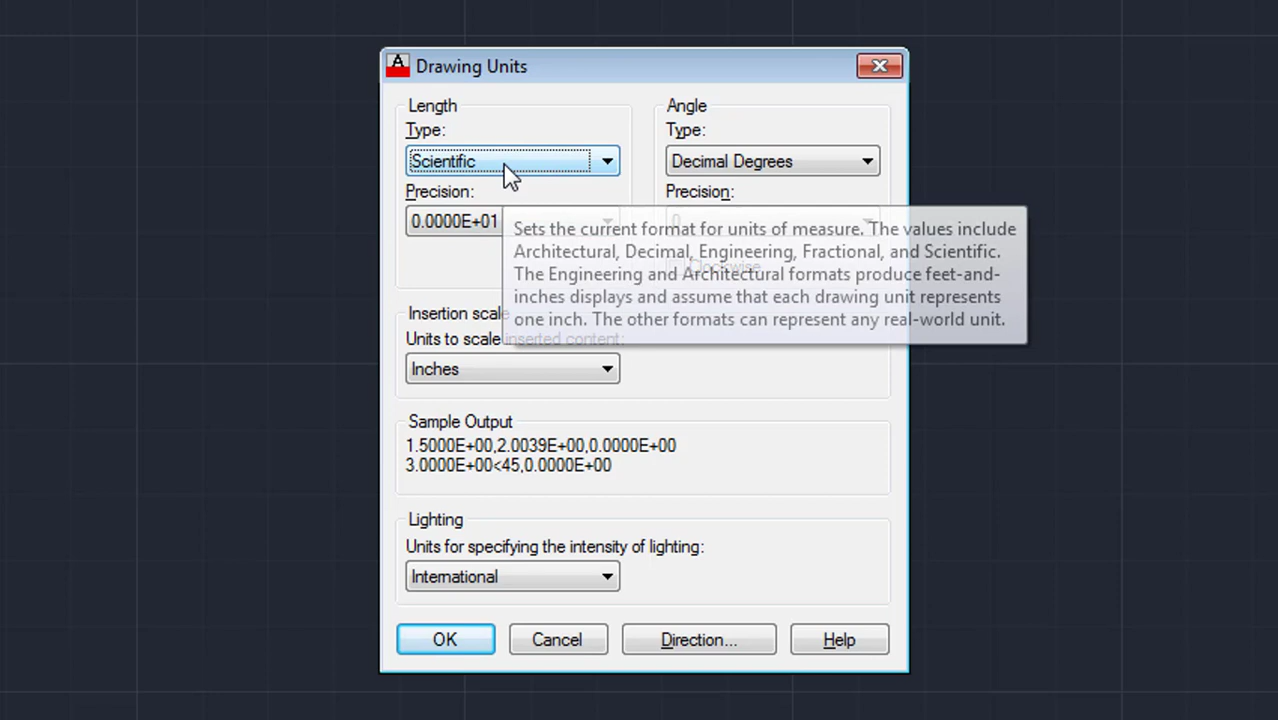 A Drawing Units
Length
Type:
Scientific
Precision:
0.0000E+01
Angle
Type:
Decimal Degrees
Precision:
0
Clockwise
Sets the current format for units of measure. The values include
Architectural, Decimal, Engineering, Fractional, and Scientific.
The Engineering and Architectural formats produce feet-and-
inches displays and assume that each drawing unit represents
one inch. The other formats can represent any real-world unit.
Insertion scale
Units to scale inserted content:
Inches
Sample Output
1.5000E+00,2.0039E+00,0.0000E+00
3.0000E+00<45,0.0000E+00
Lighting
Units for specifying the intensity of lighting:
International
OK
Cancel
Direction...
Help